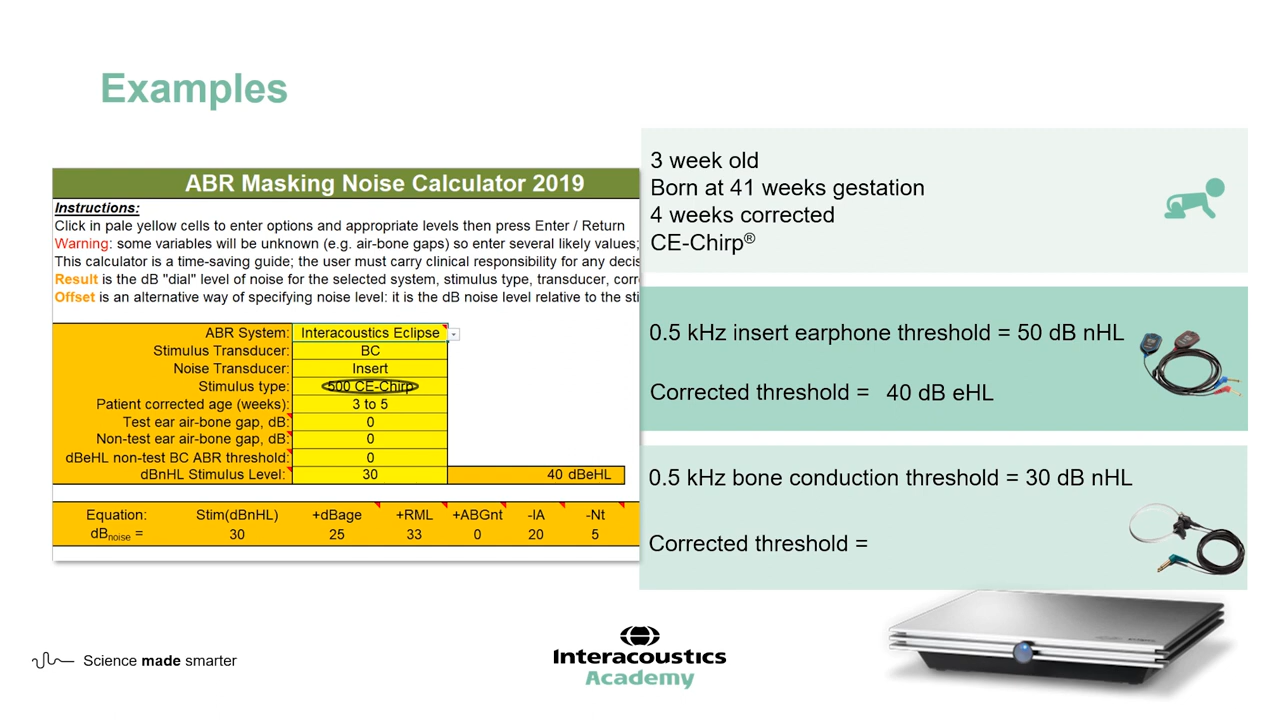 Examples
ABR Masking Noise Calculator 2019
Instructions:
Click in pale yellow cells to enter options and appropriate levels then press Enter / Return
Warning: some variables will be unknown (e.g. air-bone gaps) so enter several likely values;
This calculator is a time-saving guide; the user must carry clinical responsibility for any decis
Result is the dB "dial" level of noise for the selected system, stimulus type, transducer, corr
Offset is an alternative way of specifying noise level: it is the dB noise level relative to the sti
ABR System: Interacoustics Eclipse
Stimulus Transducer: BC
Noise Transducer: Insert
Stimulus type: 500 CE-Chirp
Patient corrected age (weeks): 3 to 5
Test ear air-bone gap, dB: 0
Non-test ear air-bone gap, dB: 0
dBeHL non-test BC ABR threshold: 0
dBnHL Stimulus Level: 30 40 dBeHL
Equation: Stim(dBnHL) +dBage +RML +ABGnt -IA -Nt
dBnoise = 30 25 33 0 20 5
3 week old
Born at 41 weeks gestation
4 weeks corrected
CE-Chirp®
0.5 kHz insert earphone threshold = 50 dB nHL
Corrected threshold = 40 dB eHL
0.5 kHz bone conduction threshold = 30 dB nHL
Corrected threshold =
Science made smarter
Interacoustics
Academy